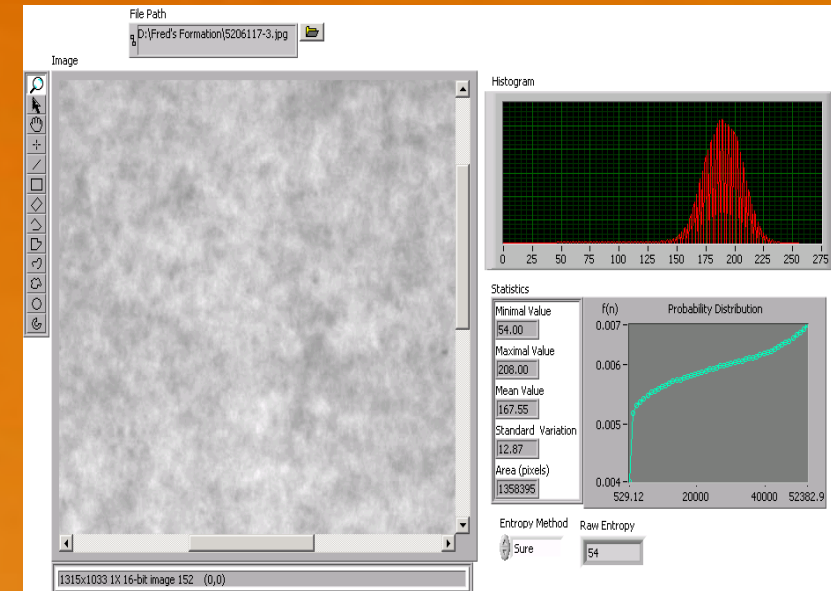 File Path
D:\Fred's Formation\5206117-3.jpg
Image
Histogram
0 25 50 75 100 125 150 175 200 225 250 275
Statistics
Minimal Value
54.00
Maximal Value
208.00
Mean Value
167.55
Standard Variation
12.87
Area (pixels)
1358395
f(n) Probability Distribution
0.007
0.006
0.005
0.004
529.12 20000 40000 52382.9
Entropy Method Raw Entropy
Sure 54
1315x1033 1X 16-bit image 152 (0,0)